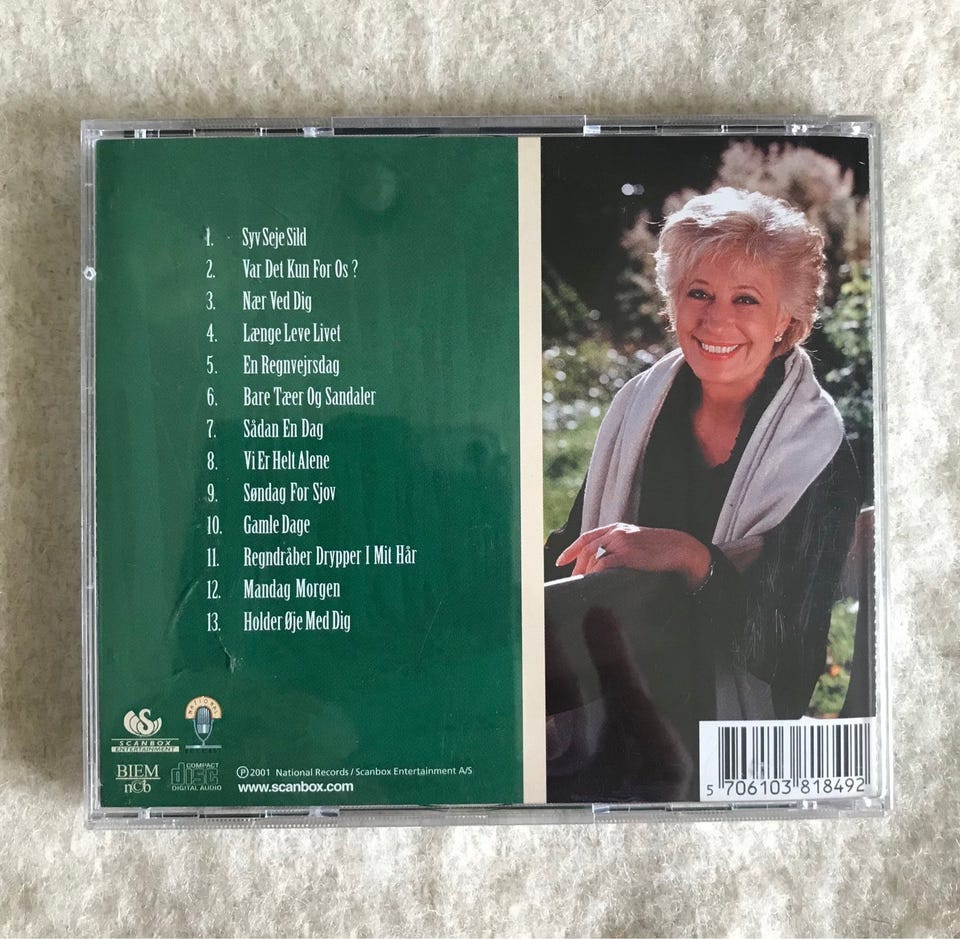 1. Syv Seje Sild
2. Var Det Kun For Os ?
3. Nær Ved Dig
4. Længe Leve Livet
5. En Regnvejrsdag
6. Bare Tæer Og Sandaler
7. Sådan En Dag
8. Vi Er Helt Alene
9. Søndag For Sjov
10. Gamle Dage
11. Regndråber Drypper I Mit Hår
12. Mandag Morgen
13. Holder Øje Med Dig
SCANBOX
ENTERTAINMENT
NATIONAL
BIEM
ncb
COMPACT
disc
DIGITAL AUDIO
Ⓟ 2001 National Records / Scanbox Entertainment A/S
www.scanbox.com
5 706103 818492